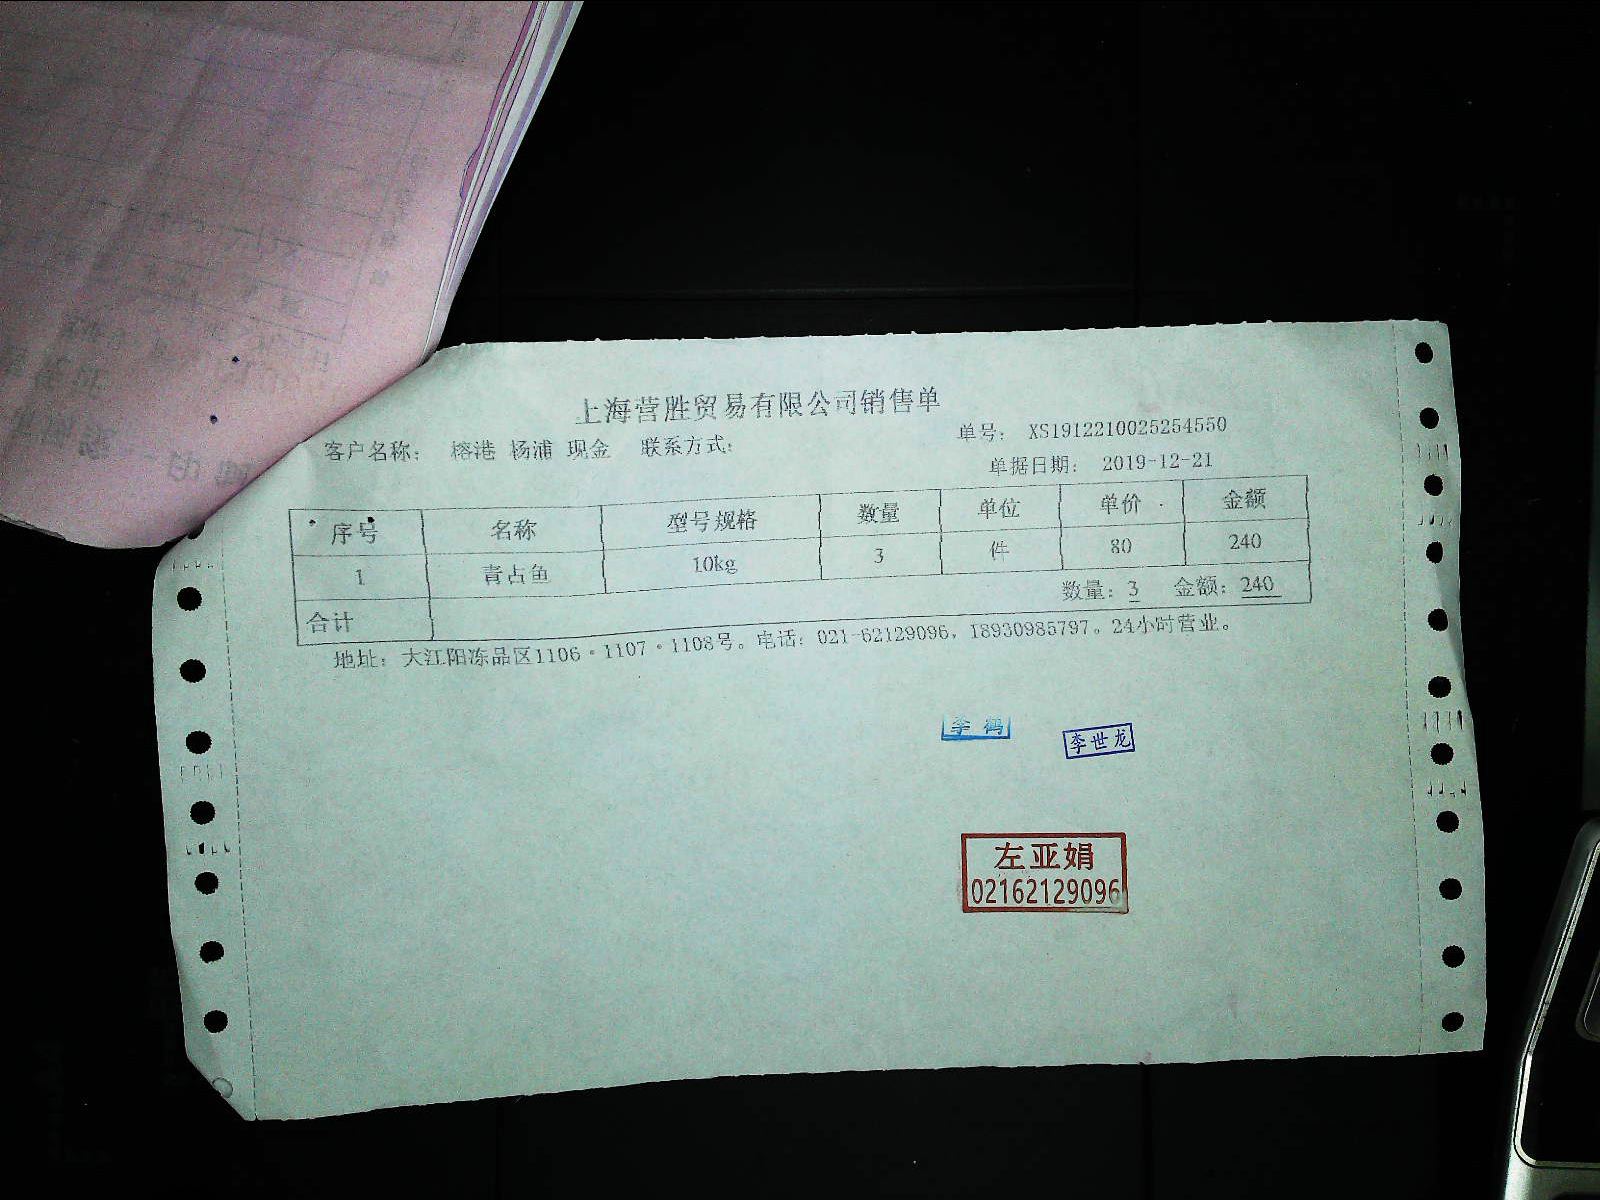 上海营胜贸易有限公司销售单
客户名称： 榕港 杨浦 现金 联系方式： 单号： XS1912210025254550
单据日期： 2019-12-21
序号 名称 型号规格 数量 单位 单价 金额
1 青占鱼 10kg 3 件 80 240
合计 数量：3 金额：240
地址：大江阳冻品区1106·1107·1108号。电话：021-62129096，18930985797。24小时营业。
李 鹤
李世龙
左亚娟
02162129096